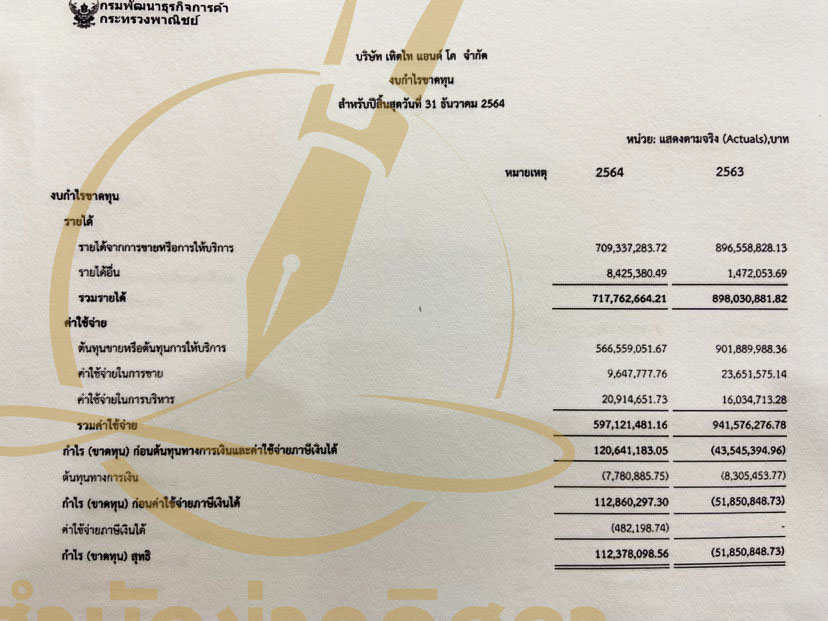 กรมพัฒนาธุรกิจการค้า
กระทรวงพาณิชย์
บริษัท เทิดไท แอนด์ โค จำกัด
งบกำไรขาดทุน
สำหรับปีสิ้นสุดวันที่ 31 ธันวาคม 2564
หน่วย: แสดงตามจริง (Actuals),บาท
หมายเหตุ 2564 2563
งบกำไรขาดทุน
รายได้
รายได้จากการขายหรือการให้บริการ 709,337,283.72 896,558,828.13
รายได้อื่น 8,425,380.49 1,472,053.69
รวมรายได้ 717,762,664.21 898,030,881.82
ค่าใช้จ่าย
ต้นทุนขายหรือต้นทุนการให้บริการ 566,559,051.67 901,889,988.36
ค่าใช้จ่ายในการขาย 9,647,777.76 23,651,575.14
ค่าใช้จ่ายในการบริหาร 20,914,651.73 16,034,713.28
รวมค่าใช้จ่าย 597,121,481.16 941,576,276.78
กำไร (ขาดทุน) ก่อนต้นทุนทางการเงินและค่าใช้จ่ายภาษีเงินได้ 120,641,183.05 (43,545,394.96)
ต้นทุนทางการเงิน (7,780,885.75) (8,305,453.77)
กำไร (ขาดทุน) ก่อนค่าใช้จ่ายภาษีเงินได้ 112,860,297.30 (51,850,848.73)
ค่าใช้จ่ายภาษีเงินได้ (482,198.74) -
กำไร (ขาดทุน) สุทธิ 112,378,098.56 (51,850,848.73)
สำนักข่าวอิศรา